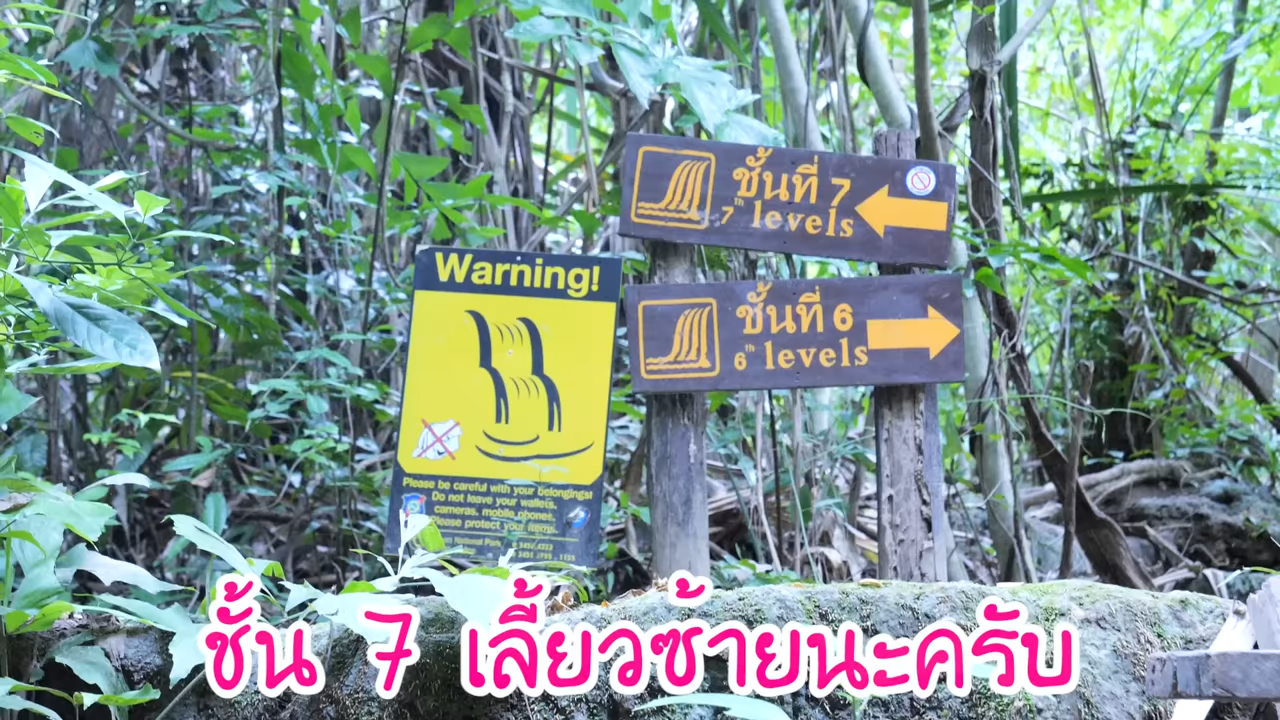 ชั้นที่ 7
7th levels
ชั้นที่ 6
6th levels
Warning!
Please be careful with your belongings!
Do not leave your wallets,
cameras, mobile phones.
Please protect your items.
National Park
ชั้น 7 เลี้ยวซ้ายนะครับ